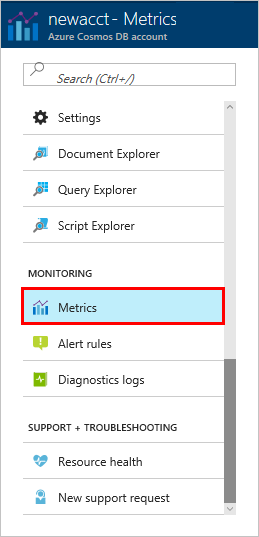 newacct - Metrics
Azure Cosmos DB account
Search (Ctrl+/)
Settings
Document Explorer
Query Explorer
Script Explorer
MONITORING
Metrics
Alert rules
Diagnostics logs
SUPPORT + TROUBLESHOOTING
Resource health
New support request